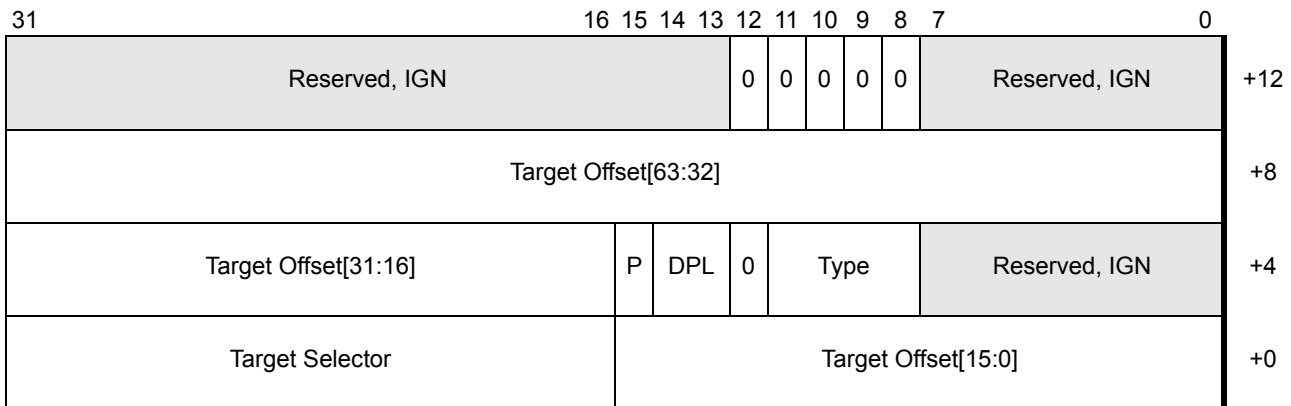 31 16 15 14 13 12 11 10 9 8 7 0
Reserved, IGN 0 0 0 0 0 Reserved, IGN +12
Target Offset[63:32] +8
Target Offset[31:16] P DPL 0 Type Reserved, IGN +4
Target Selector Target Offset[15:0] +0